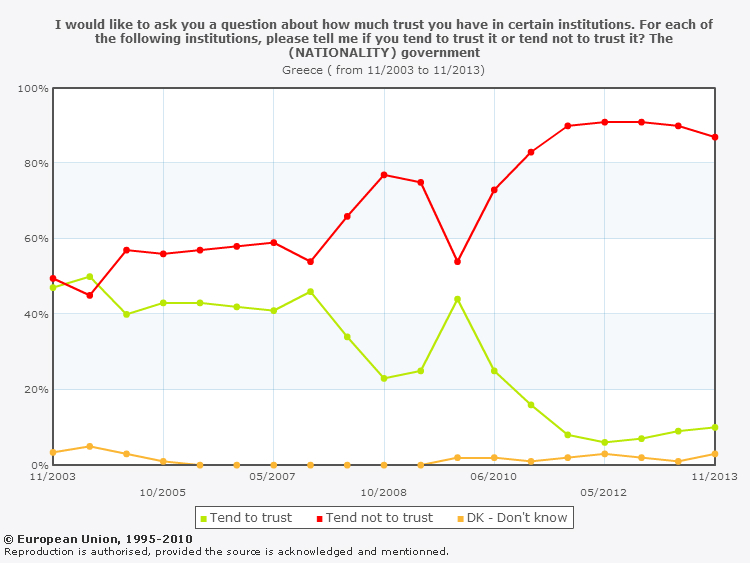 I would like to ask you a question about how much trust you have in certain institutions. For each of
the following institutions, please tell me if you tend to trust it or tend not to trust it? The
(NATIONALITY) government
Greece ( from 11/2003 to 11/2013)
100%
80%
60%
40%
20%
0%
11/2003
10/2005
05/2007
10/2008
06/2010
05/2012
11/2013
Tend to trust Tend not to trust DK - Don't know
© European Union, 1995-2010
Reproduction is authorised, provided the source is acknowledged and mentionned.